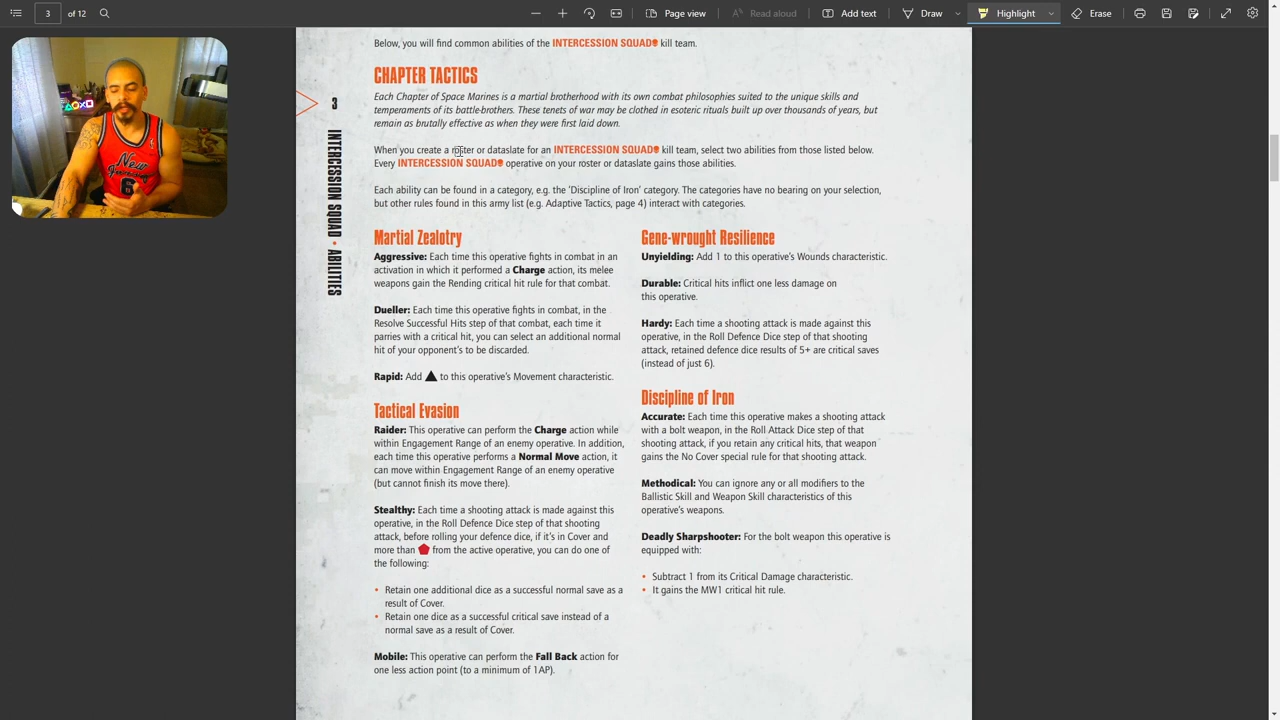 3
of 12
Page view
Read aloud
Add text
Draw
Highlight
Erase
Below, you will find common abilities of the INTERCESSION SQUAD kill team.
CHAPTER TACTICS
Each Chapter of Space Marines is a martial brotherhood with its own combat philosophies suited to the unique skills and
temperaments of its battle-brothers. These tenets of war may be clothed in esoteric rituals built up over thousands of years, but
remain as brutally effective as when they were first laid down.
When you create a roster or dataslate for an INTERCESSION SQUAD kill team, select two abilities from those listed below.
Every INTERCESSION SQUAD operative on your roster or dataslate gains those abilities.
Each ability can be found in a category, e.g. the ‘Discipline of Iron’ category. The categories have no bearing on your selection,
but other rules found in this army list (e.g. Adaptive Tactics, page 4) interact with categories.
Martial Zealotry
Aggressive: Each time this operative fights in combat in an
activation in which it performed a Charge action, its melee
weapons gain the Rending critical hit rule for that combat.
Dueller: Each time this operative fights in combat, in the
Resolve Successful Hits step of that combat, each time it
parries with a critical hit, you can select an additional normal
hit of your opponent’s to be discarded.
Rapid: Add ▲ to this operative’s Movement characteristic.
Tactical Evasion
Raider: This operative can perform the Charge action while
within Engagement Range of an enemy operative. In addition,
each time this operative performs a Normal Move action, it
can move within Engagement Range of an enemy operative
(but cannot finish its move there).
Stealthy: Each time a shooting attack is made against this
operative, in the Roll Defence Dice step of that shooting
attack, before rolling your defence dice, if it’s in Cover and
more than ⬟ from the active operative, you can do one of
the following:
• Retain one additional dice as a successful normal save as a
result of Cover.
• Retain one dice as a successful critical save instead of a
normal save as a result of Cover.
Mobile: This operative can perform the Fall Back action for
one less action point (to a minimum of 1AP).
Gene-wrought Resilience
Unyielding: Add 1 to this operative’s Wounds characteristic.
Durable: Critical hits inflict one less damage on
this operative.
Hardy: Each time a shooting attack is made against this
operative, in the Roll Defence Dice step of that shooting
attack, retained defence dice results of 5+ are critical saves
(instead of just 6).
Discipline of Iron
Accurate: Each time this operative makes a shooting attack
with a bolt weapon, in the Roll Attack Dice step of that
shooting attack, if you retain any critical hits, that weapon
gains the No Cover special rule for that shooting attack.
Methodical: You can ignore any or all modifiers to the
Ballistic Skill and Weapon Skill characteristics of this
operative’s weapons.
Deadly Sharpshooter: For the bolt weapon this operative is
equipped with:
• Subtract 1 from its Critical Damage characteristic.
• It gains the MW1 critical hit rule.
3
INTERCESSION SQUAD • ABILITIES
New
6